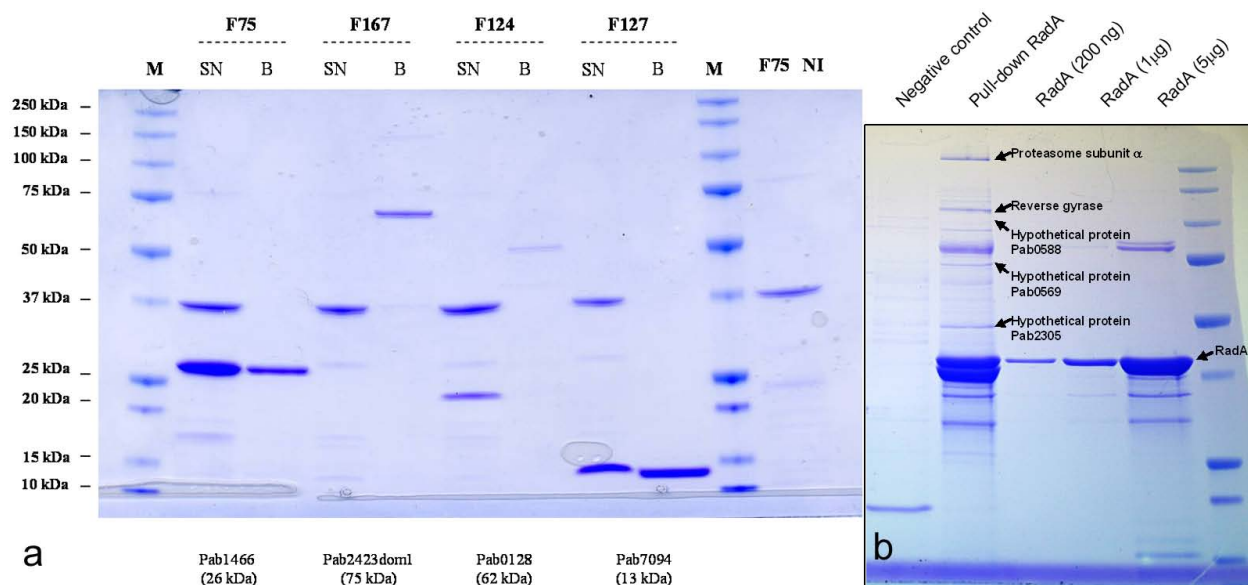 F75 F167 F124 F127
M SN B SN B SN B SN B M F75 NI
250 kDa
150 kDa
100 kDa
75 kDa
50 kDa
37 kDa
25 kDa
20 kDa
15 kDa
10 kDa
a
Pab1466 Pab2423dom1 Pab0128 Pab7094
(26 kDa) (75 kDa) (62 kDa) (13 kDa)
Negative control
Pull-down RadA
RadA (200 ng)
RadA (1µg)
RadA (5µg)
Proteasome subunit α
Reverse gyrase
Hypothetical protein
Pab0588
Hypothetical protein
Pab0569
Hypothetical protein
Pab2305
RadA
b